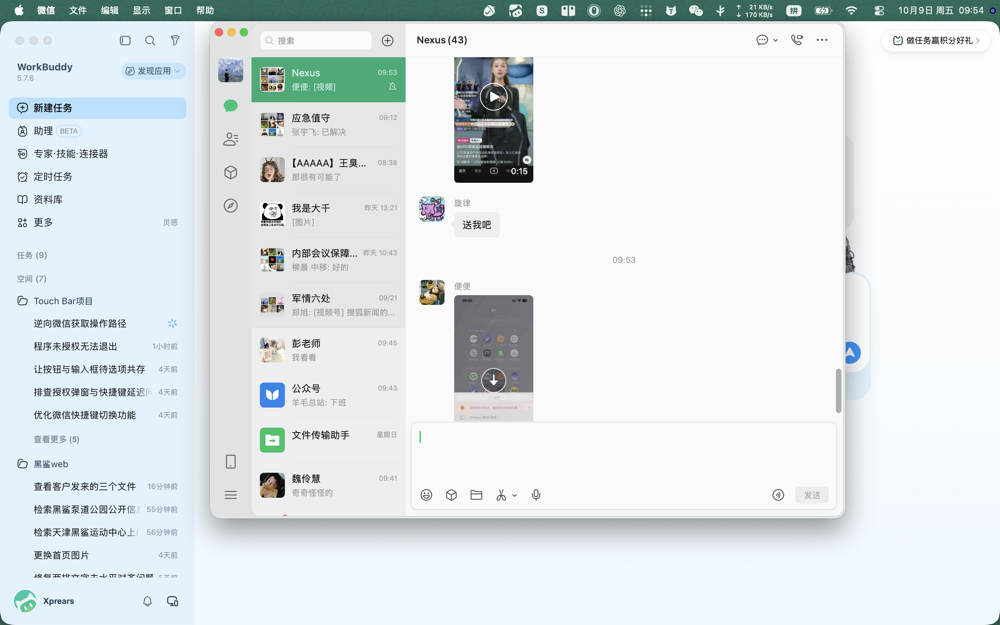 微信 文件 编辑 显示 窗口 帮助
21 KB/s
170 KB/s
拼
10月9日 周五 09:54
WorkBuddy
5.7.6
发现应用
新建任务
助理 BETA
专家·技能·连接器
定时任务
资料库
更多 灵感
任务 (9)
空间 (7)
Touch Bar项目
逆向微信获取操作路径
程序未授权无法退出 1小时前
让按钮与输入框待选项共存 4天前
排查授权弹窗与快捷键延迟 4天前
优化微信快捷键切换功能 4天前
查看更多 (5)
黑鲨web
查看客户发来的三个文件 16分钟前
检索黑鲨泵道公园公开信 55分钟前
检索天津黑鲨运动中心上 56分钟前
更换首页图片 4天前
Xprears
搜索
Nexus 09:53
便便: [视频]
应急值守 09:12
张宇飞: 已解决
【AAAAA】王臭... 08:38
那很有可能了
我是大千 昨天 13:21
[图片]
内部会议保障... 昨天 10:43
柳晨 中移: 好的
军情六处 09/21
郑旭: [视频号] 搜狐新闻的...
彭老师 09:45
我看看
公众号 09:43
羊毛总站: 下班
文件传输助手 星期日
魏伶慧 09:41
奇奇怪怪的
Nexus (43)
0:15
旋律
送我吧
09:53
便便
发送
做任务赢积分好礼